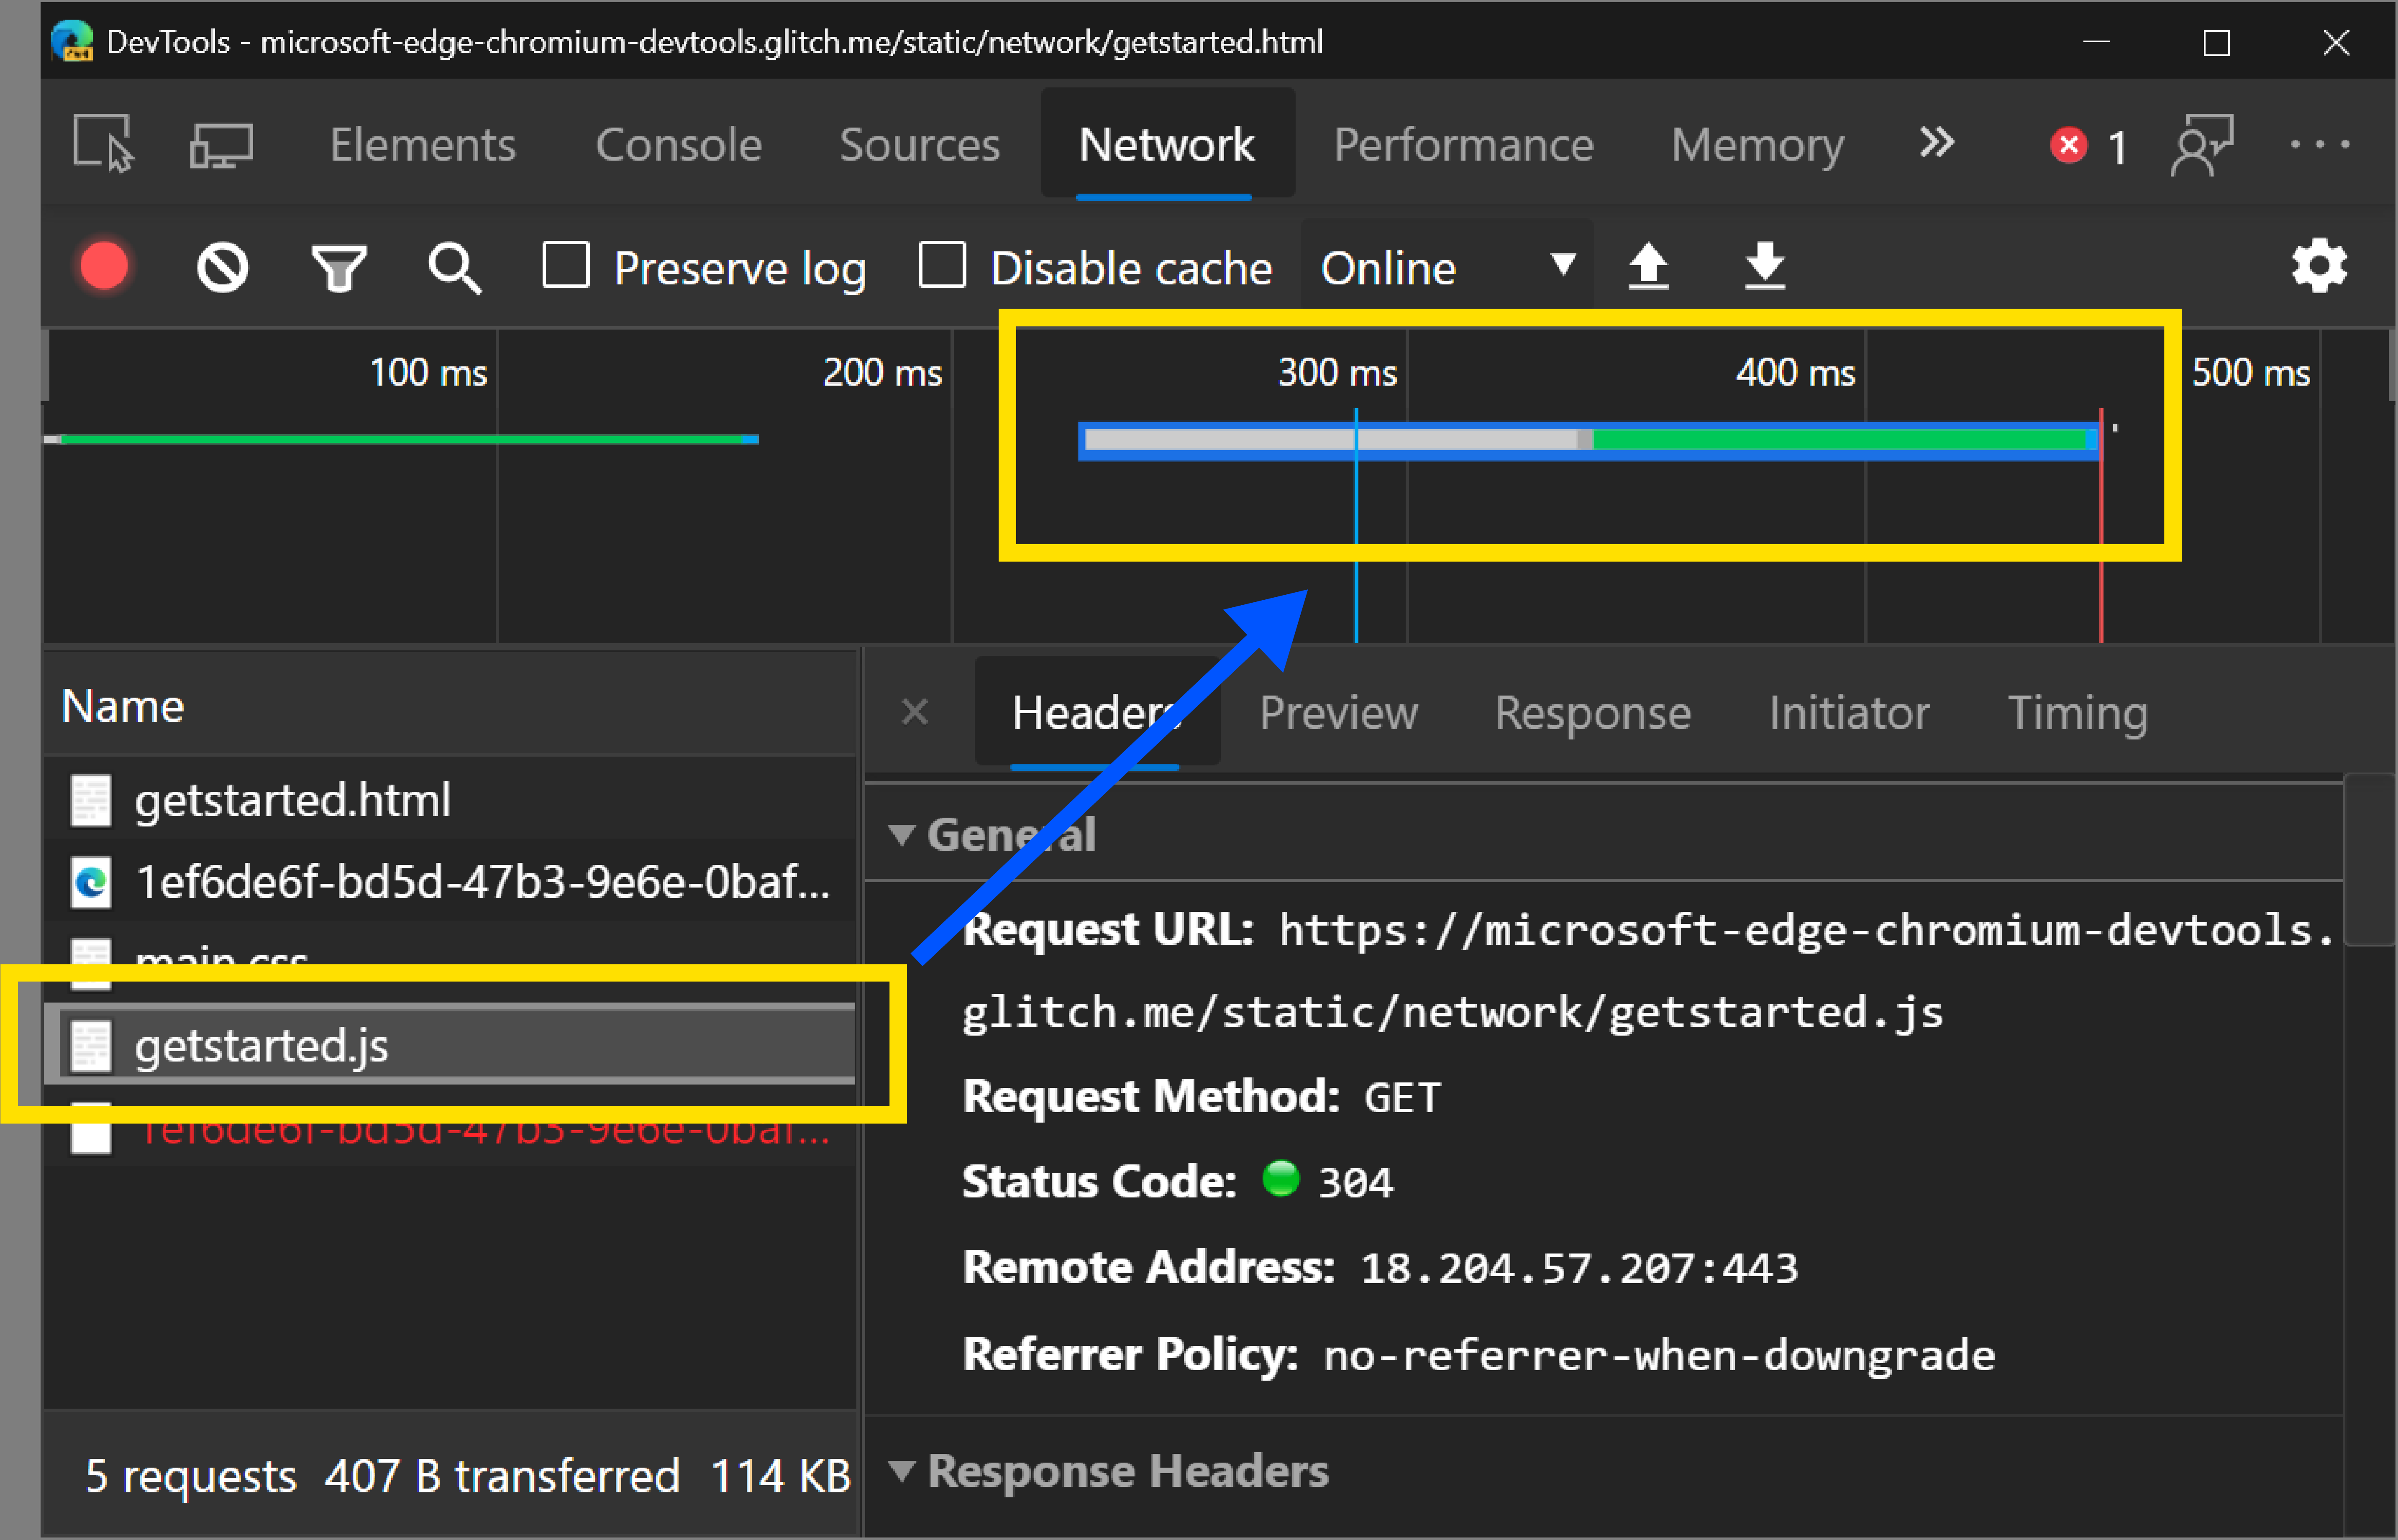 DevTools - microsoft-edge-chromium-devtools.glitch.me/static/network/getstarted.html
Elements Console Sources Network Performance Memory 1
Preserve log Disable cache Online
100 ms 200 ms 300 ms 400 ms 500 ms
Name
getstarted.html
1ef6de6f-bd5d-47b3-9e6e-0baf...
main.css
getstarted.js
1ef6de6f-bd5d-47b3-9e6e-0baf...
5 requests 407 B transferred 114 KB
Headers Preview Response Initiator Timing
General
Request URL: https://microsoft-edge-chromium-devtools.
glitch.me/static/network/getstarted.js
Request Method: GET
Status Code: 304
Remote Address: 18.204.57.207:443
Referrer Policy: no-referrer-when-downgrade
Response Headers